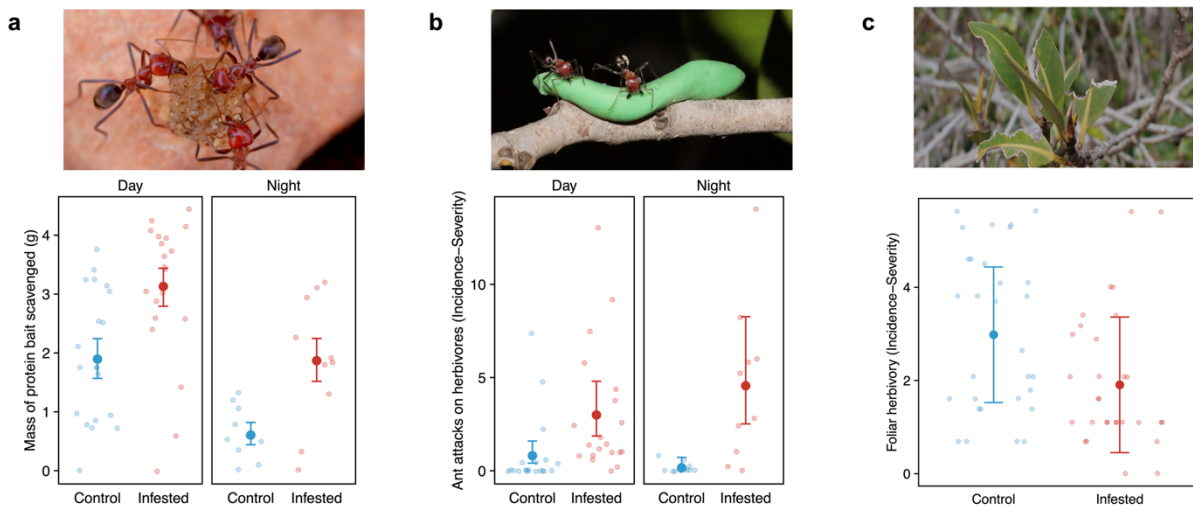 a
b
c
Day
Night
Mass of protein bait scavenged (g)
4
3
2
1
0
Control
Infested
Control
Infested
Day
Night
Ant attacks on herbivores (Incidence−Severity)
10
5
0
Control
Infested
Control
Infested
Foliar herbivory (Incidence−Severity)
4
2
0
Control
Infested